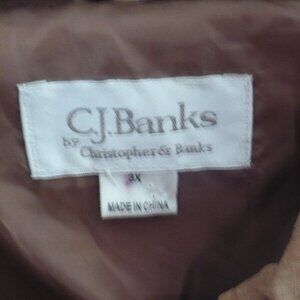 C.J.Banks
by Christopher & Banks
3X
MADE IN CHINA